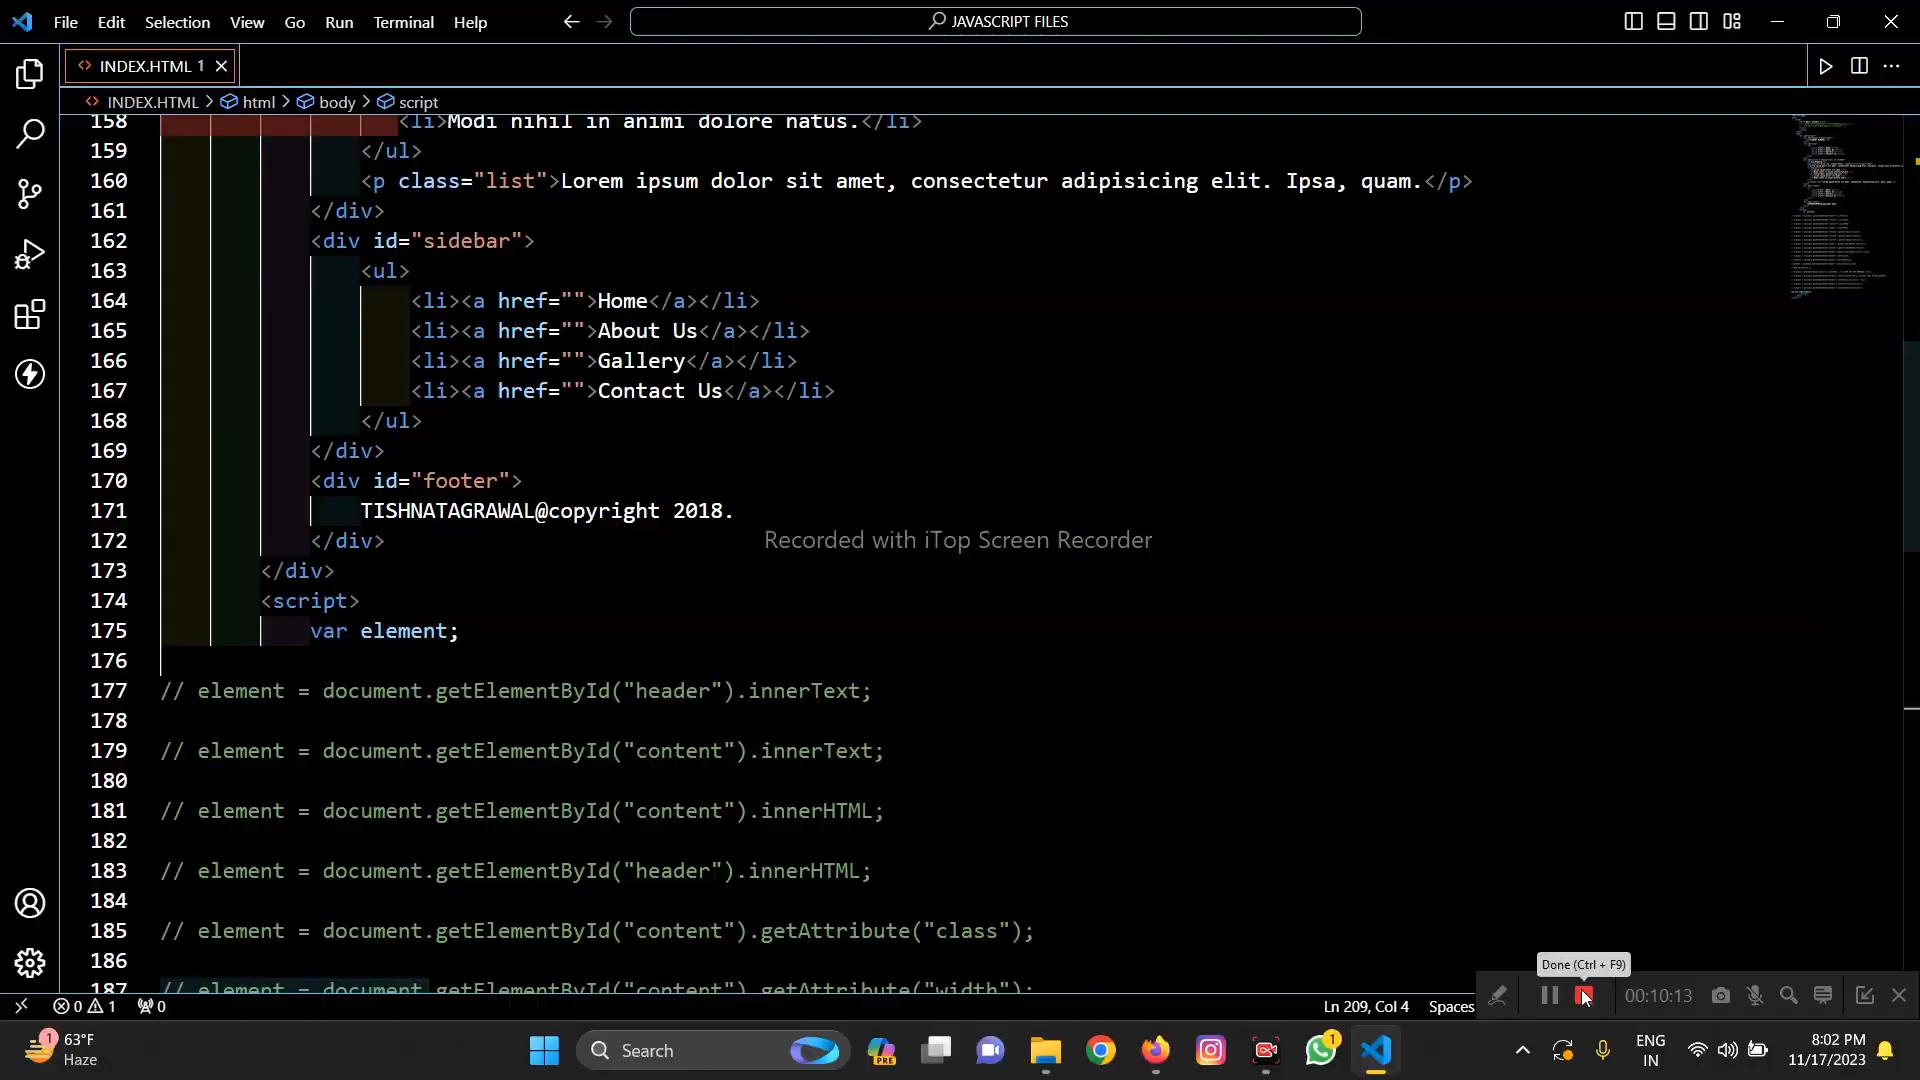 File Edit Selection View Go Run Terminal Help
JAVASCRIPT FILES
INDEX.HTML 1
INDEX.HTML > html > body > script
158 <li>Modi nihil in animi dolore natus.</li>
159 </ul>
160 <p class="list">Lorem ipsum dolor sit amet, consectetur adipisicing elit. Ipsa, quam.</p>
161 </div>
162 <div id="sidebar">
163 <ul>
164 <li><a href="">Home</a></li>
165 <li><a href="">About Us</a></li>
166 <li><a href="">Gallery</a></li>
167 <li><a href="">Contact Us</a></li>
168 </ul>
169 </div>
170 <div id="footer">
171 TISHNATAGRAWAL@copyright 2018.
172 </div>
Recorded with iTop Screen Recorder
173 </div>
174 <script>
175 var element;
176
177 // element = document.getElementById("header").innerText;
178
179 // element = document.getElementById("content").innerText;
180
181 // element = document.getElementById("content").innerHTML;
182
183 // element = document.getElementById("header").innerHTML;
184
185 // element = document.getElementById("content").getAttribute("class");
186
187 // element = document.getElementById("content").getAttribute("width");
Done (Ctrl + F9)
00:10:13
0 1 0
Ln 209, Col 4 Spaces
1
63°F
Haze
Search
PRE
1
ENG
IN
8:02 PM
11/17/2023